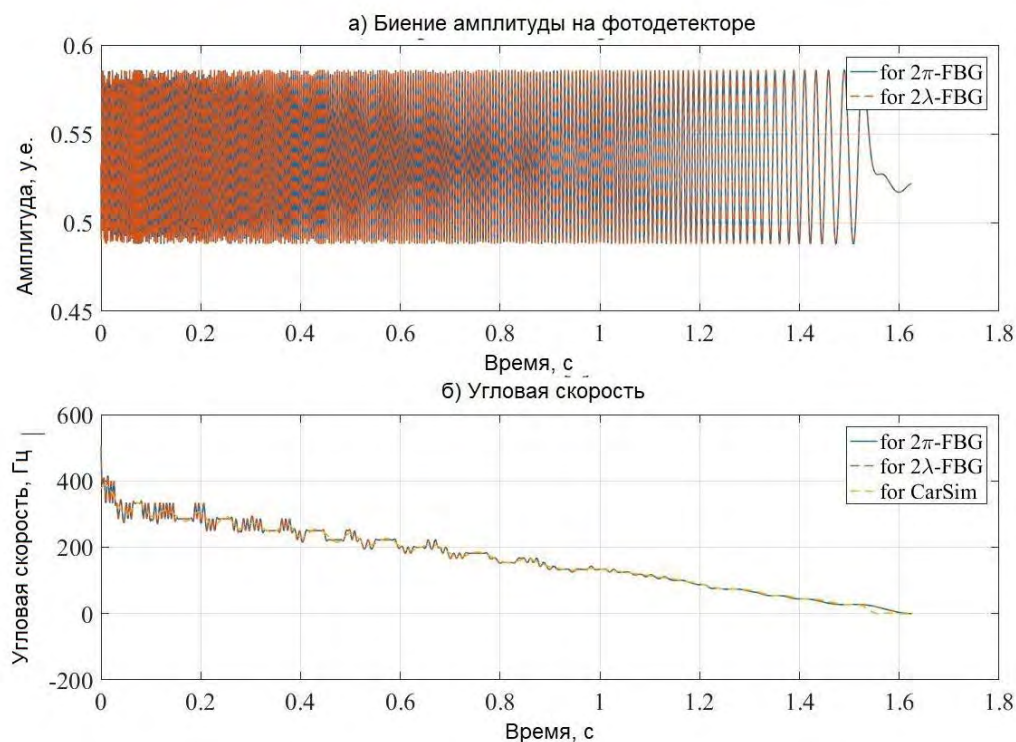 а) Биение амплитуды на фотодетекторе
0.6
0.55
0.5
0.45
Амплитуда, у.е.
for 2π-FBG
for 2λ-FBG
0 0.2 0.4 0.6 0.8 1 1.2 1.4 1.6 1.8
Время, с
б) Угловая скорость
600
400
200
0
-200
Угловая скорость, Гц
for 2π-FBG
for 2λ-FBG
for CarSim
0 0.2 0.4 0.6 0.8 1 1.2 1.4 1.6 1.8
Время, с